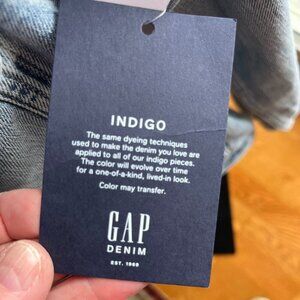 INDIGO
The same dyeing techniques
used to make the denim you love are
applied to all of our indigo pieces.
The color will evolve over time
for a one-of-a-kind, lived-in look.
Color may transfer.
GAP
DENIM
EST. 1969